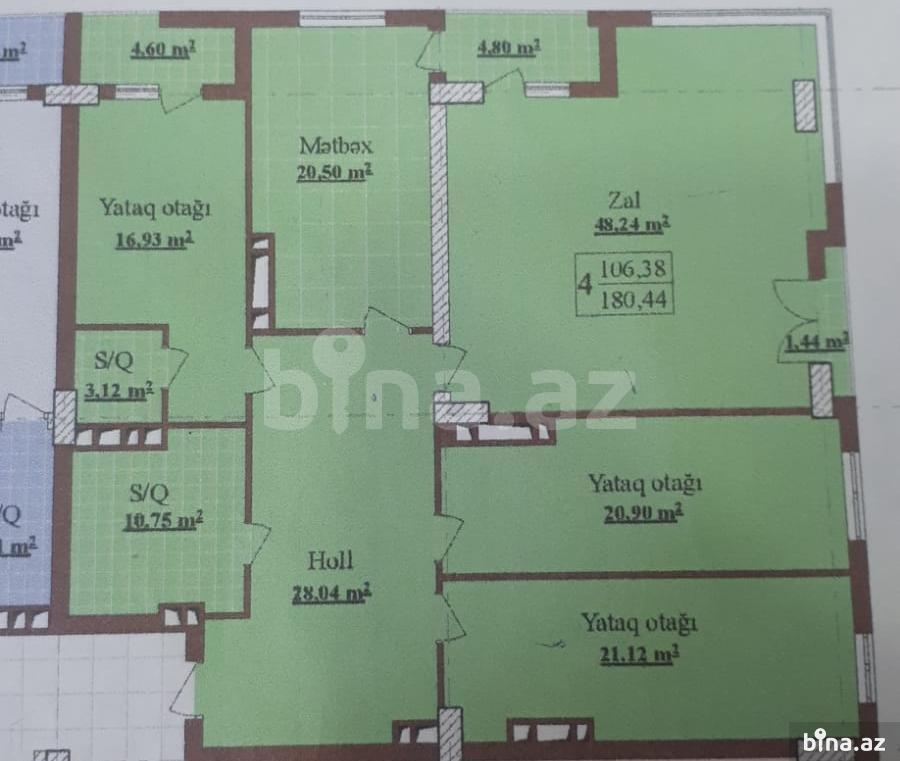 m²
4,60 m²
4,80 m²
Mətbəx
20,50 m²
Yataq otağı
16,93 m²
otağı
m²
Zal
48,24 m²
4 106,38
180,44
1,44 m²
S/Q
3,12 m²
bina.az
S/Q
10,75 m²
Yataq otağı
20,90 m²
/Q
m²
Holl
28,04 m²
Yataq otağı
21,12 m²
bina.az